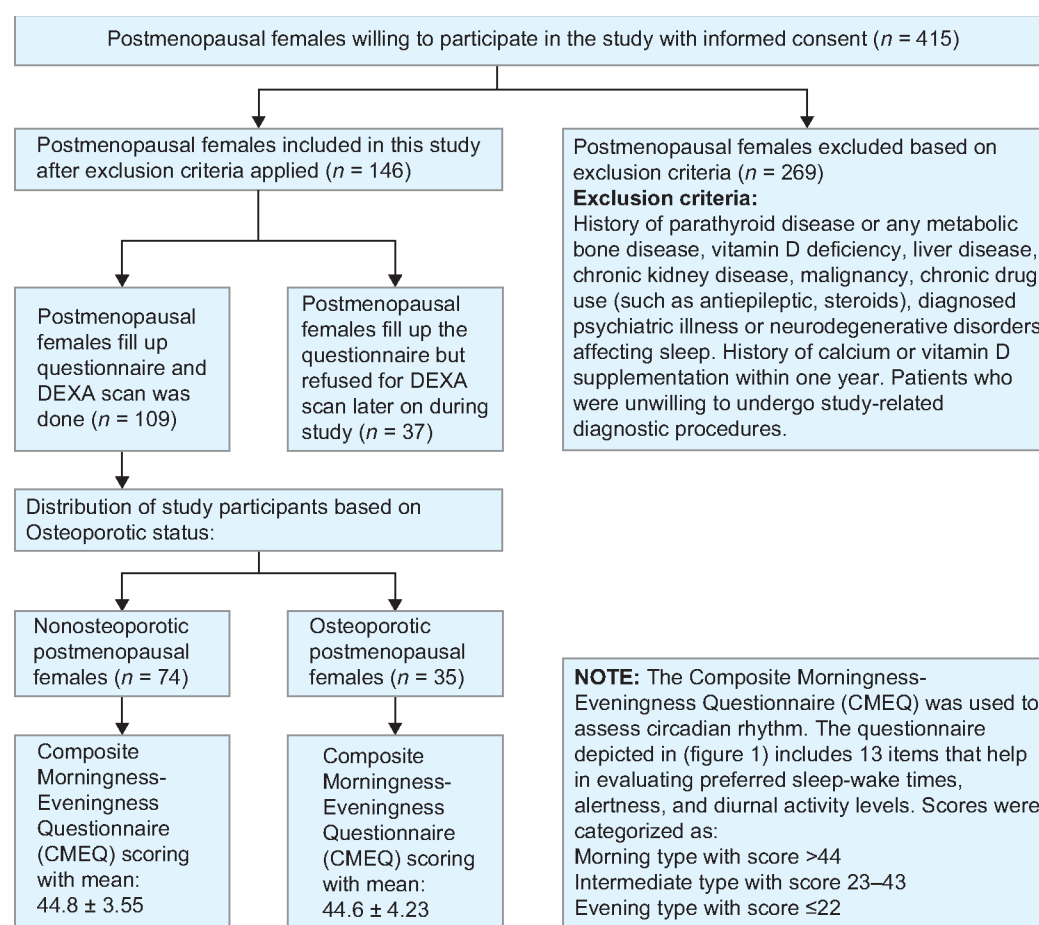 Postmenopausal females willing to participate in the study with informed consent (n = 415)
Postmenopausal females included in this study
after exclusion criteria applied (n = 146)
Postmenopausal females excluded based on
exclusion criteria (n = 269)
Exclusion criteria:
History of parathyroid disease or any metabolic
bone disease, vitamin D deficiency, liver disease,
chronic kidney disease, malignancy, chronic drug
use (such as antiepileptic, steroids), diagnosed
psychiatric illness or neurodegenerative disorders
affecting sleep. History of calcium or vitamin D
supplementation within one year. Patients who
were unwilling to undergo study-related
diagnostic procedures.
Postmenopausal
females fill up
questionnaire and
DEXA scan was
done (n = 109)
Postmenopausal
females fill up the
questionnaire but
refused for DEXA
scan later on during
study (n = 37)
Distribution of study participants based on
Osteoporotic status:
Nonosteoporotic
postmenopausal
females (n = 74)
Osteoporotic
postmenopausal
females (n = 35)
Composite
Morningness-
Eveningness
Questionnaire
(CMEQ) scoring
with mean:
44.8 ± 3.55
Composite
Morningness-
Eveningness
Questionnaire
(CMEQ) scoring
with mean:
44.6 ± 4.23
NOTE: The Composite Morningness-
Eveningness Questionnaire (CMEQ) was used to
assess circadian rhythm. The questionnaire
depicted in (figure 1) includes 13 items that help
in evaluating preferred sleep-wake times,
alertness, and diurnal activity levels. Scores were
categorized as:
Morning type with score >44
Intermediate type with score 23–43
Evening type with score ≤22